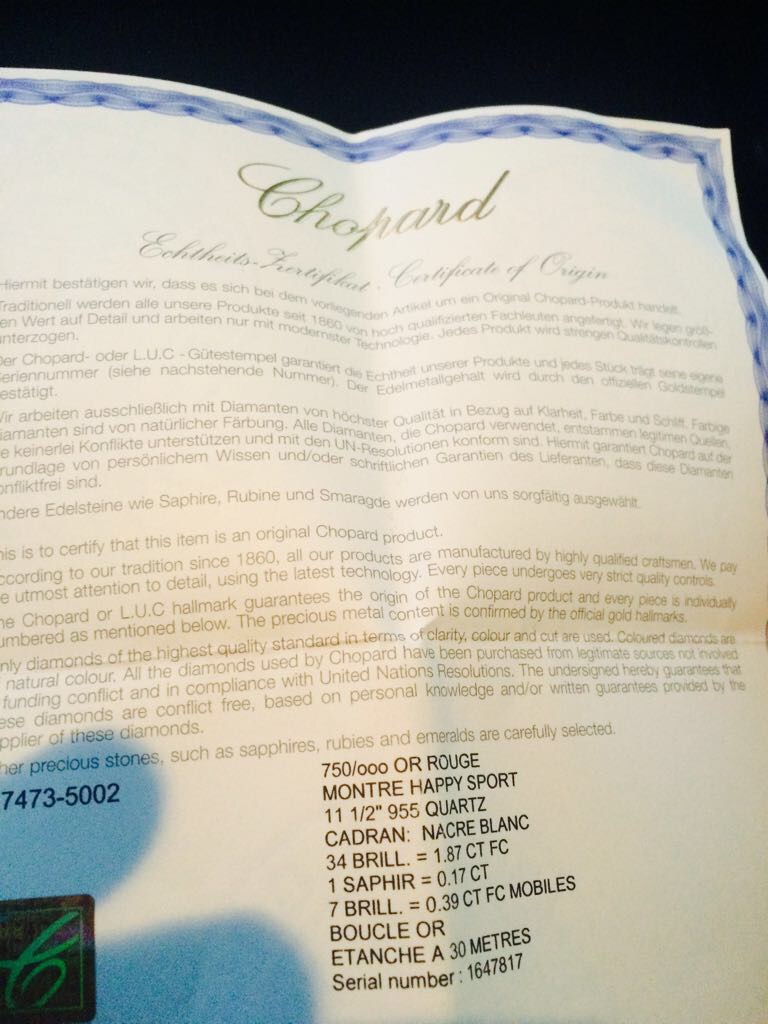 Chopard
Echtheits-Zertifikat · Certificate of Origin
Hiermit bestätigen wir, dass es sich bei dem vorliegenden Artikel um ein Original Chopard-Produkt handelt.
Traditionell werden alle unsere Produkte seit 1860 von hoch qualifizierten Fachleuten angefertigt. Wir legen größ-
en Wert auf Detail und arbeiten nur mit modernster Technologie. Jedes Produkt wird strengen Qualitätskontrollen
unterzogen.
Der Chopard- oder L.U.C - Gütestempel garantiert die Echtheit unserer Produkte und jedes Stück trägt seine eigene
Seriennummer (siehe nachstehende Nummer). Der Edelmetallgehalt wird durch den offiziellen Goldstempel
estätigt.
Wir arbeiten ausschließlich mit Diamanten von höchster Qualität in Bezug auf Klarheit, Farbe und Schliff. Farbige
iamanten sind von natürlicher Färbung. Alle Diamanten, die Chopard verwendet, entstammen legitimen Quellen,
e keinerlei Konflikte unterstützen und mit den UN-Resolutionen konform sind. Hiermit garantiert Chopard auf der
rundlage von persönlichem Wissen und/oder schriftlichen Garantien des Lieferanten, dass diese Diamanten
onfliktfrei sind.
ndere Edelsteine wie Saphire, Rubine und Smaragde werden von uns sorgfältig ausgewählt.
his is to certify that this item is an original Chopard product.
ccording to our tradition since 1860, all our products are manufactured by highly qualified craftsmen. We pay
e utmost attention to detail, using the latest technology. Every piece undergoes very strict quality controls.
he Chopard or L.U.C hallmark guarantees the origin of the Chopard product and every piece is individually
umbered as mentioned below. The precious metal content is confirmed by the official gold hallmarks.
nly diamonds of the highest quality standard in terms of clarity, colour and cut are used. Coloured diamonds are
natural colour. All the diamonds used by Chopard have been purchased from legitimate sources not involved
funding conflict and in compliance with United Nations Resolutions. The undersigned hereby guarantees that
ese diamonds are conflict free, based on personal knowledge and/or written guarantees provided by the
pplier of these diamonds.
her precious stones, such as sapphires, rubies and emeralds are carefully selected.
7473-5002
750/ooo OR ROUGE
MONTRE HAPPY SPORT
11 1/2" 955 QUARTZ
CADRAN: NACRE BLANC
34 BRILL. = 1.87 CT FC
1 SAPHIR = 0.17 CT
7 BRILL. = 0.39 CT FC MOBILES
BOUCLE OR
ETANCHE A 30 METRES
Serial number : 1647817